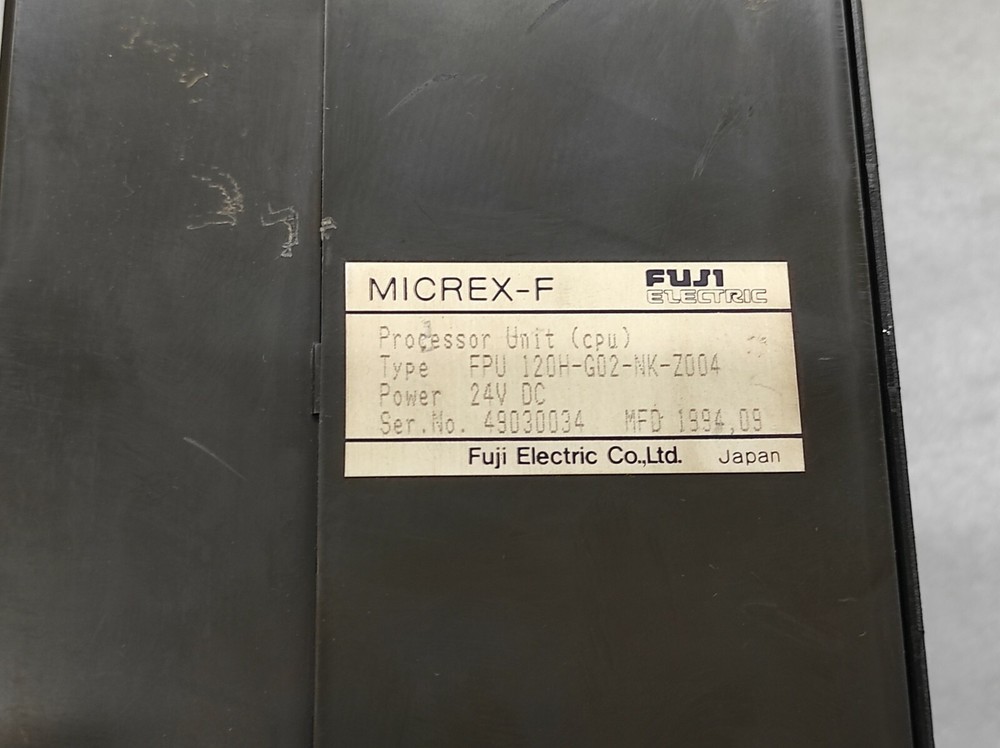 MICREX-F
FUJI ELECTRIC
Processor Unit (cpu)
Type FPU 120H-G02-NK-Z004
Power 24V DC
Ser.No. 49030034 MFD 1994,09
Fuji Electric Co.,Ltd. Japan